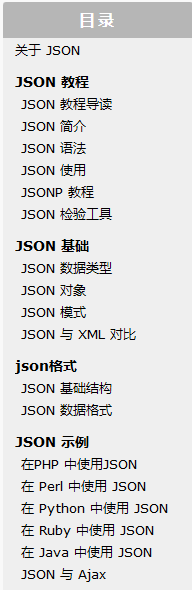 目录
关于 JSON
JSON 教程
JSON 教程导读
JSON 简介
JSON 语法
JSON 使用
JSONP 教程
JSON 检验工具
JSON 基础
JSON 数据类型
JSON 对象
JSON 模式
JSON 与 XML 对比
json格式
JSON 基础结构
JSON 数据格式
JSON 示例
在PHP 中使用JSON
在 Perl 中使用 JSON
在 Python 中使用 JSON
在 Ruby 中使用 JSON
在 Java 中使用 JSON
JSON 与 Ajax